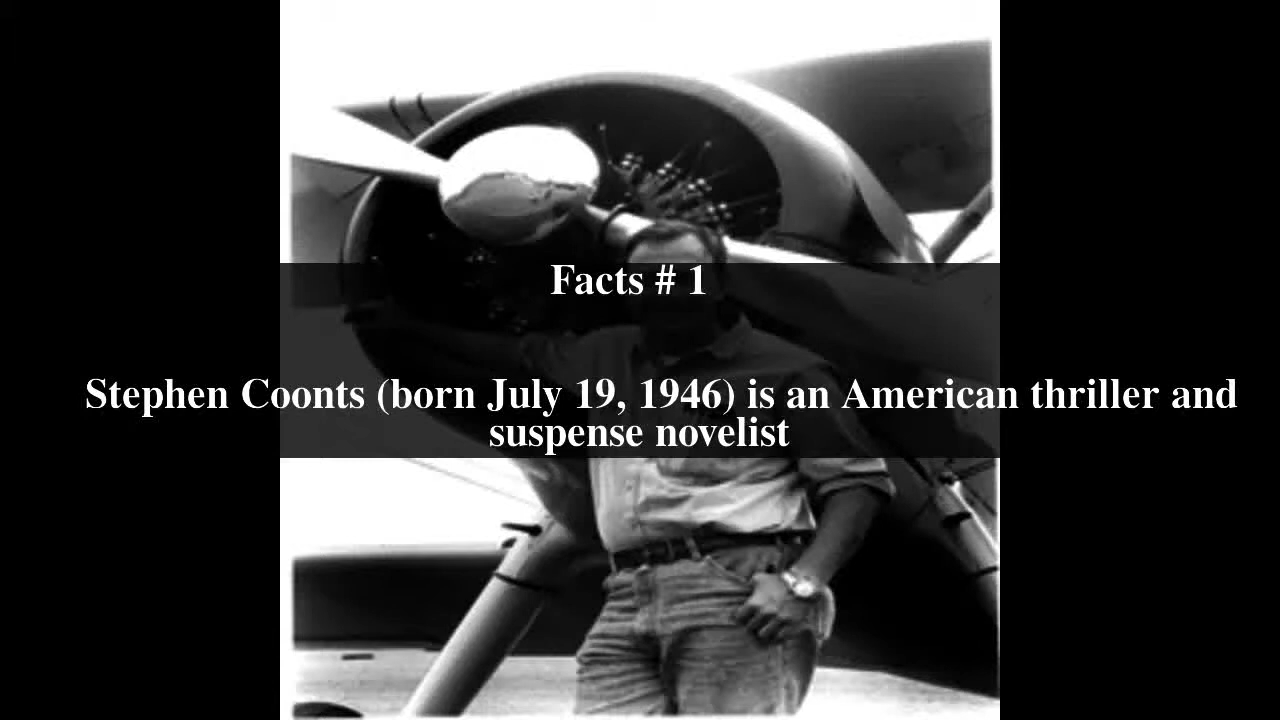 Facts # 1
Stephen Coonts (born July 19, 1946) is an American thriller and
suspense novelist